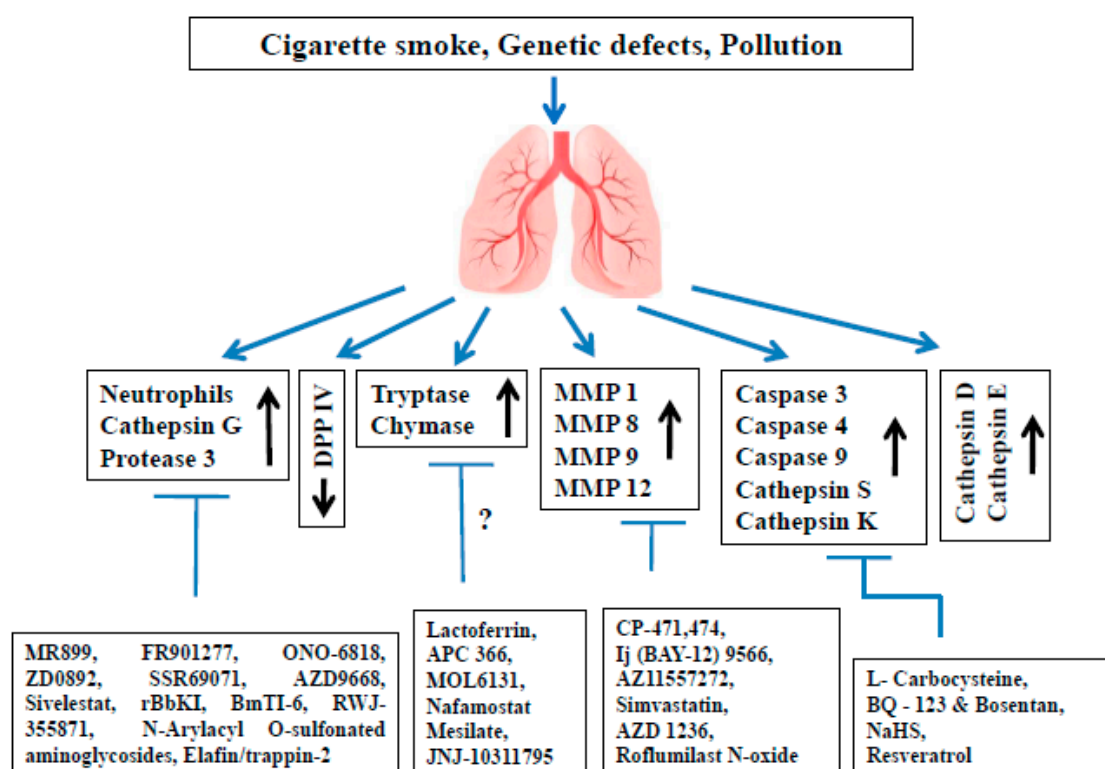 Cigarette smoke, Genetic defects, Pollution
Neutrophils
Cathepsin G
Protease 3
DPP IV
Tryptase
Chymase
MMP 1
MMP 8
MMP 9
MMP 12
Caspase 3
Caspase 4
Caspase 9
Cathepsin S
Cathepsin K
Cathepsin D
Cathepsin E
?
MR899, FR901277, ONO-6818,
ZD0892, SSR69071, AZD9668,
Sivelestat, rBbKI, BmTI-6, RWJ-
355871, N-Arylacyl O-sulfonated
aminoglycosides, Elafin/trappin-2
Lactoferrin,
APC 366,
MOL6131,
Nafamostat
Mesilate,
JNJ-10311795
CP-471,474,
Ij (BAY-12) 9566,
AZ11557272,
Simvastatin,
AZD 1236,
Roflumilast N-oxide
L- Carbocysteine,
BQ - 123 & Bosentan,
NaHS,
Resveratrol